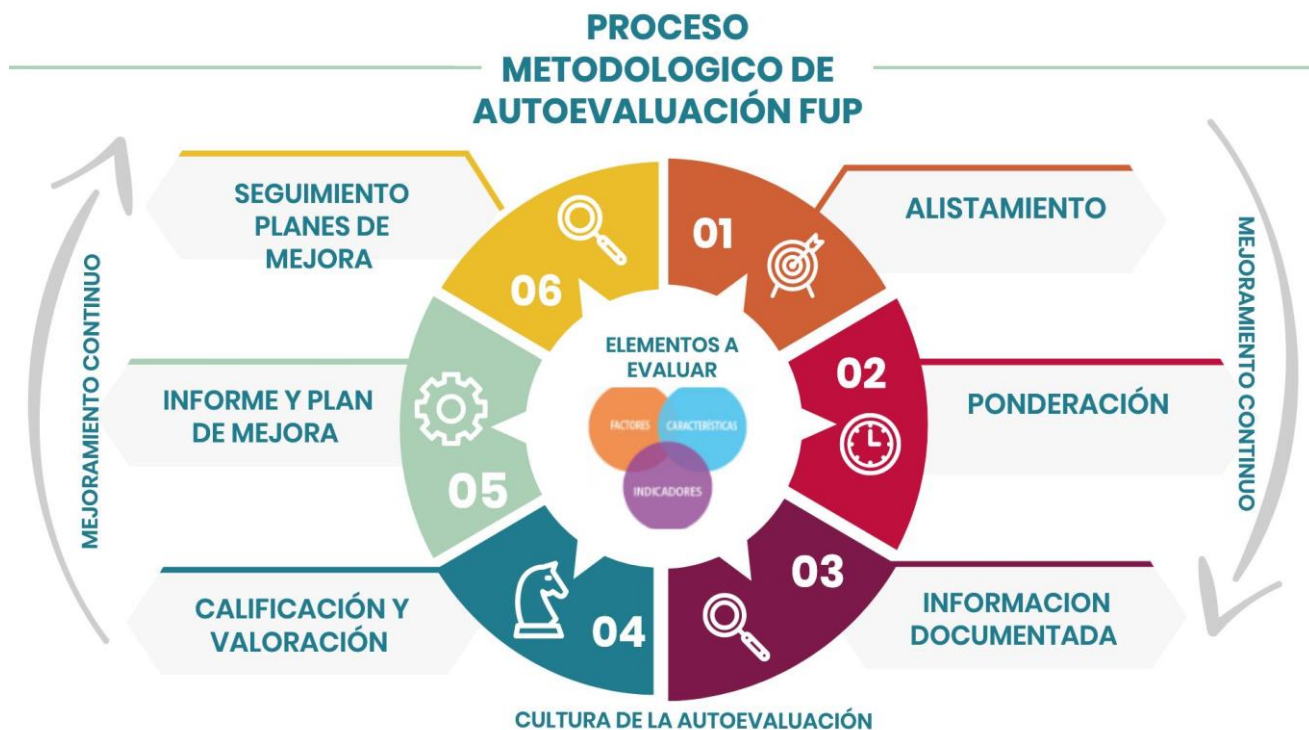 PROCESO
METODOLOGICO DE
AUTOEVALUACIÓN FUP
01
ALISTAMIENTO
02
PONDERACIÓN
03
INFORMACION
DOCUMENTADA
04
CALIFICACIÓN Y
VALORACIÓN
05
INFORME Y PLAN
DE MEJORA
06
SEGUIMIENTO
PLANES DE
MEJORA
ELEMENTOS A
EVALUAR
FACTORES
CARACTERÍSTICAS
INDICADORES
MEJORAMIENTO CONTINUO
MEJORAMIENTO CONTINUO
CULTURA DE LA AUTOEVALUACIÓN